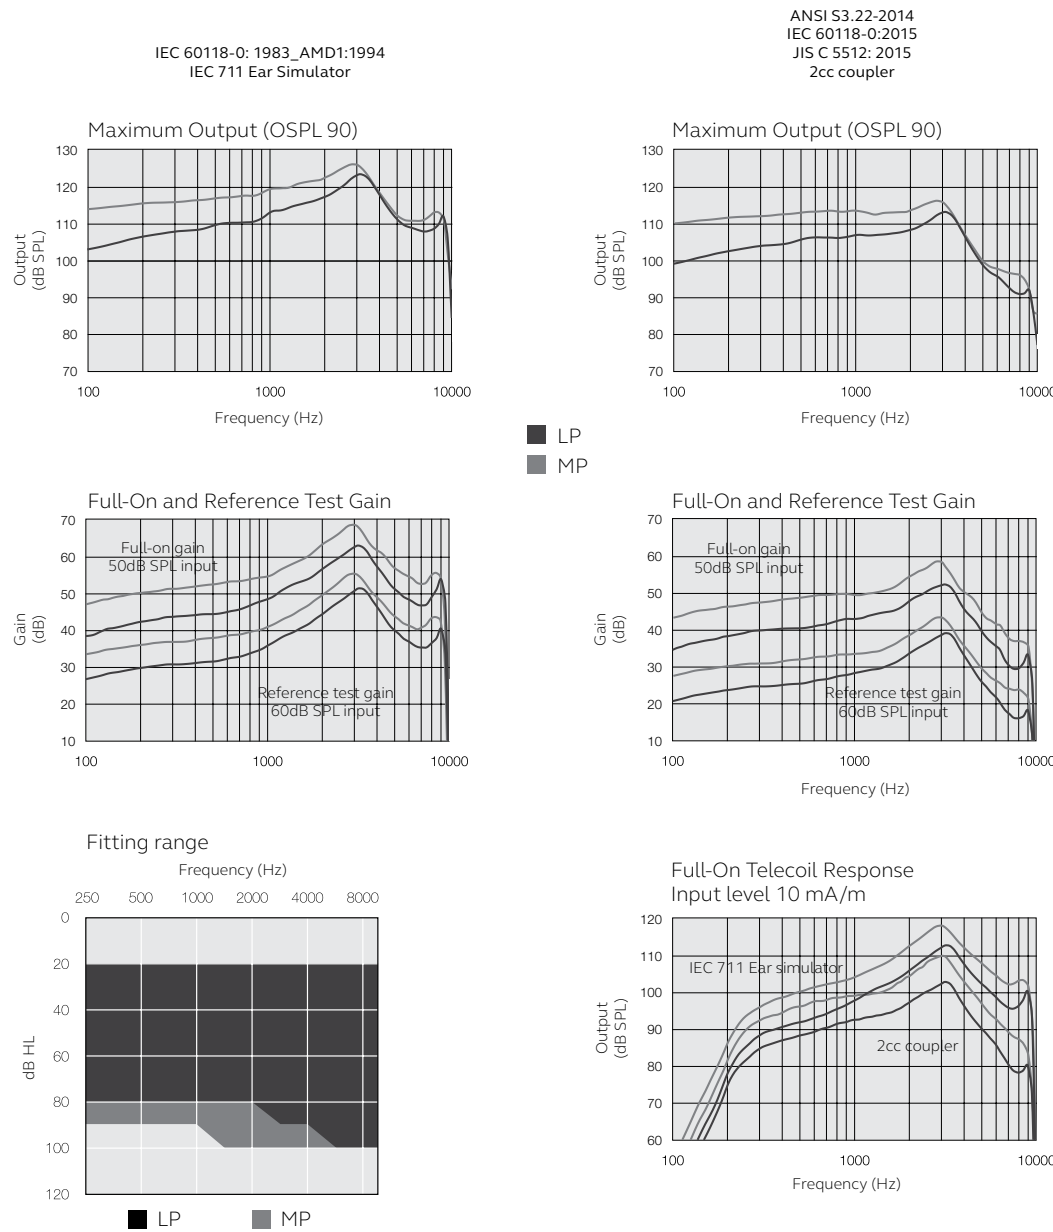 IEC 60118-0: 1983_AMD1:1994
IEC 711 Ear Simulator
ANSI S3.22-2014
IEC 60118-0:2015
JIS C 5512: 2015
2cc coupler
Maximum Output (OSPL 90)
130
120
110
100
90
80
70
Output
(dB SPL)
100 1000 10000
Frequency (Hz)
Maximum Output (OSPL 90)
130
120
110
100
90
80
70
Output
(dB SPL)
100 1000 10000
Frequency (Hz)
LP
MP
Full-On and Reference Test Gain
70
60
50
40
30
20
10
Gain
(dB)
Full-on gain
50dB SPL input
Reference test gain
60dB SPL input
100 1000 10000
Full-On and Reference Test Gain
70
60
50
40
30
20
10
Gain
(dB)
Full-on gain
50dB SPL input
Reference test gain
60dB SPL input
100 1000 10000
Frequency (Hz)
Fitting range
Frequency (Hz)
250 500 1000 2000 4000 8000
0
20
40
60
80
100
120
dB HL
LP MP
Full-On Telecoil Response
Input level 10 mA/m
120
110
100
90
80
70
60
Output
(dB SPL)
IEC 711 Ear simulator
2cc coupler
100 1000 10000
Frequency (Hz)